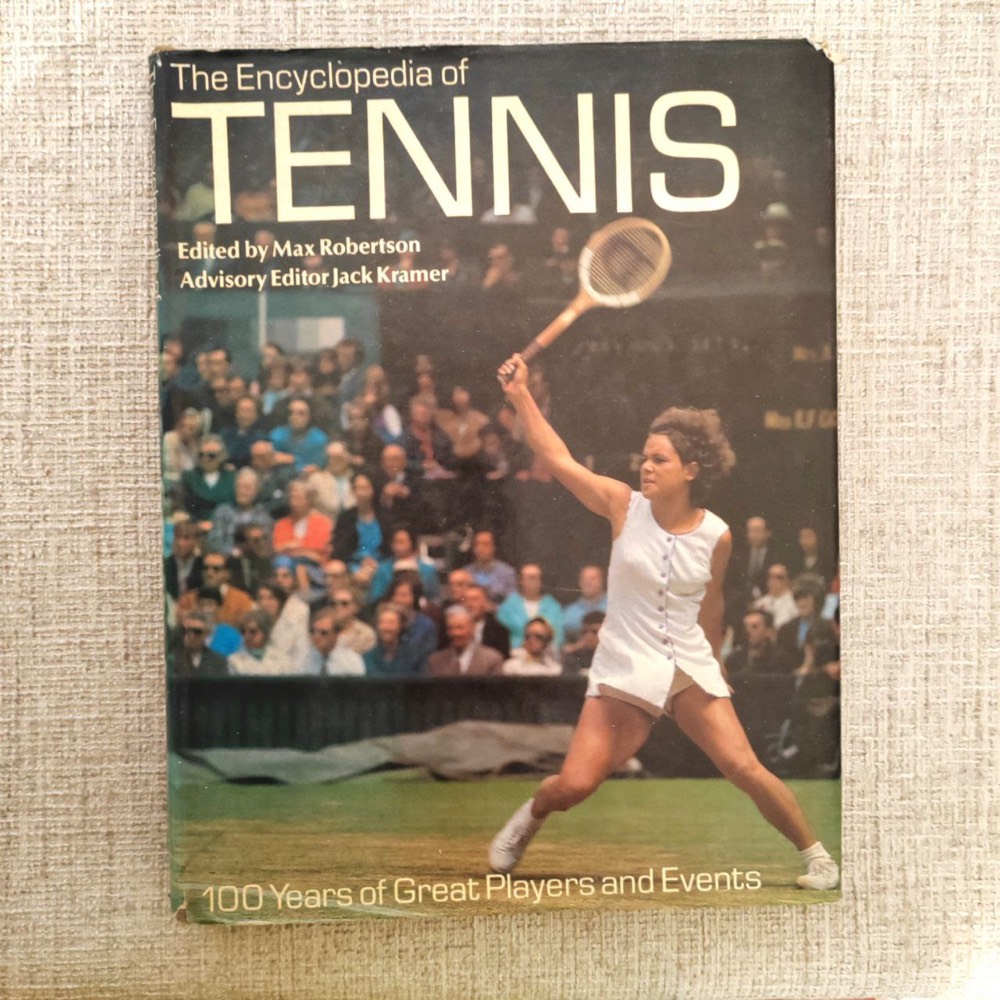 The Encyclopedia of
TENNIS
Edited by Max Robertson
Advisory Editor Jack Kramer
100 Years of Great Players and Events